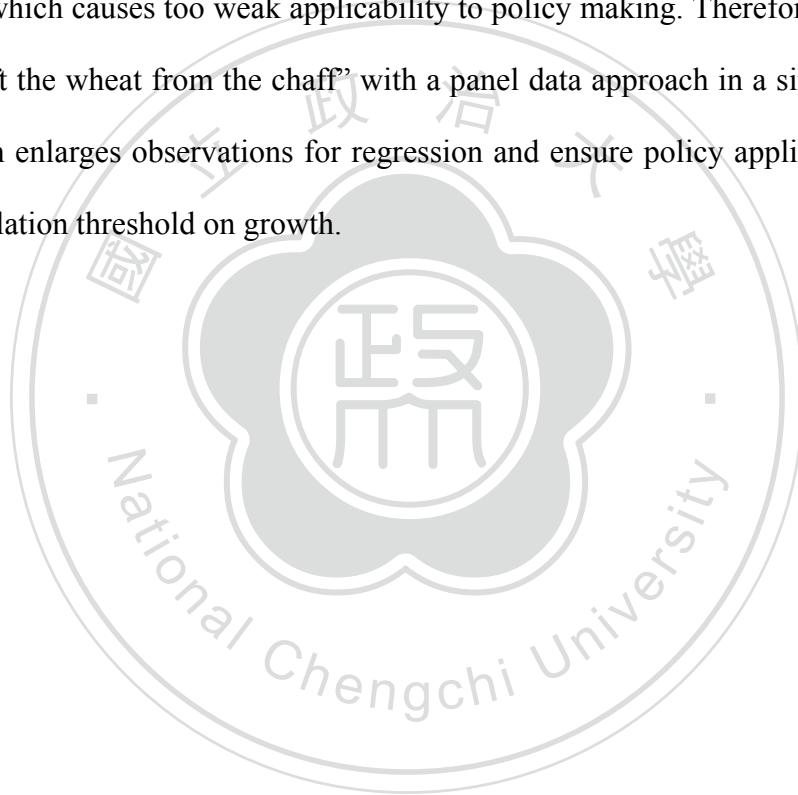 which causes too weak applicability to policy making. Therefor
t the wheat from the chaff” with a panel data approach in a si
n enlarges observations for regression and ensure policy appli
lation threshold on growth.
國立政治大學
政
National Chengchi University